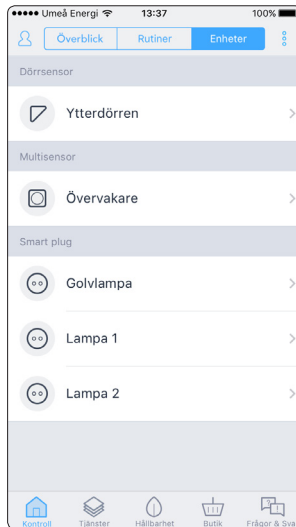 Umeå Energi 13:37 100%
Överblick Rutiner Enheter
Dörrsensor
Ytterdörren
Multisensor
Övervakare
Smart plug
Golvlampa
Lampa 1
Lampa 2
Kontroll Tjänster Hållbarhet Butik Frågor & Sva